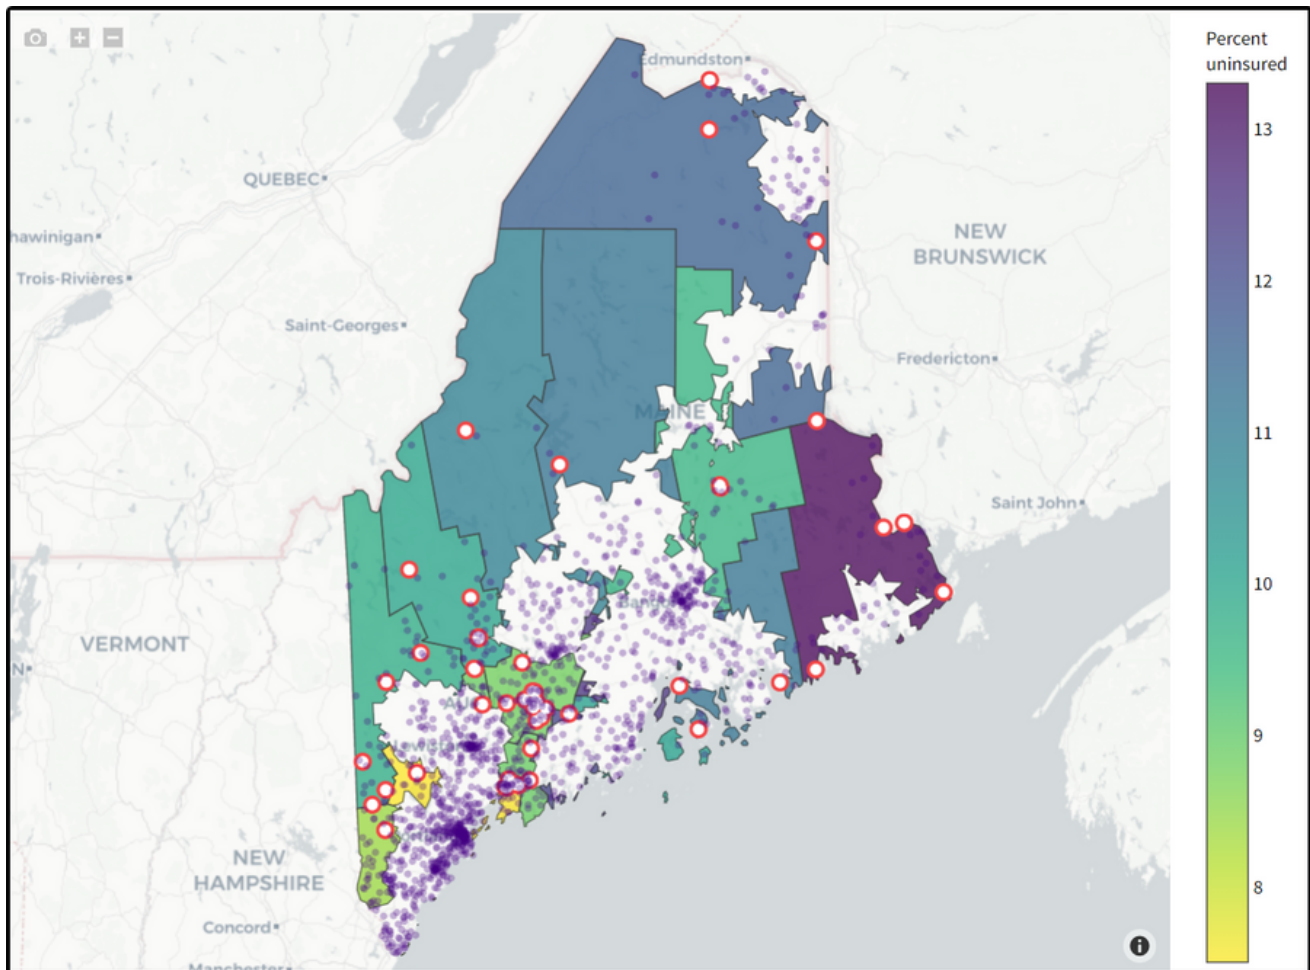 Percent
uninsured
Edmundston
13
QUEBEC
hawinigan
NEW
BRUNSWICK
Trois-Rivières
12
Saint-Georges
Fredericton
MAINE
11
Saint John
10
VERMONT
N
9
NEW
HAMPSHIRE
8
Concord
Manchester
i